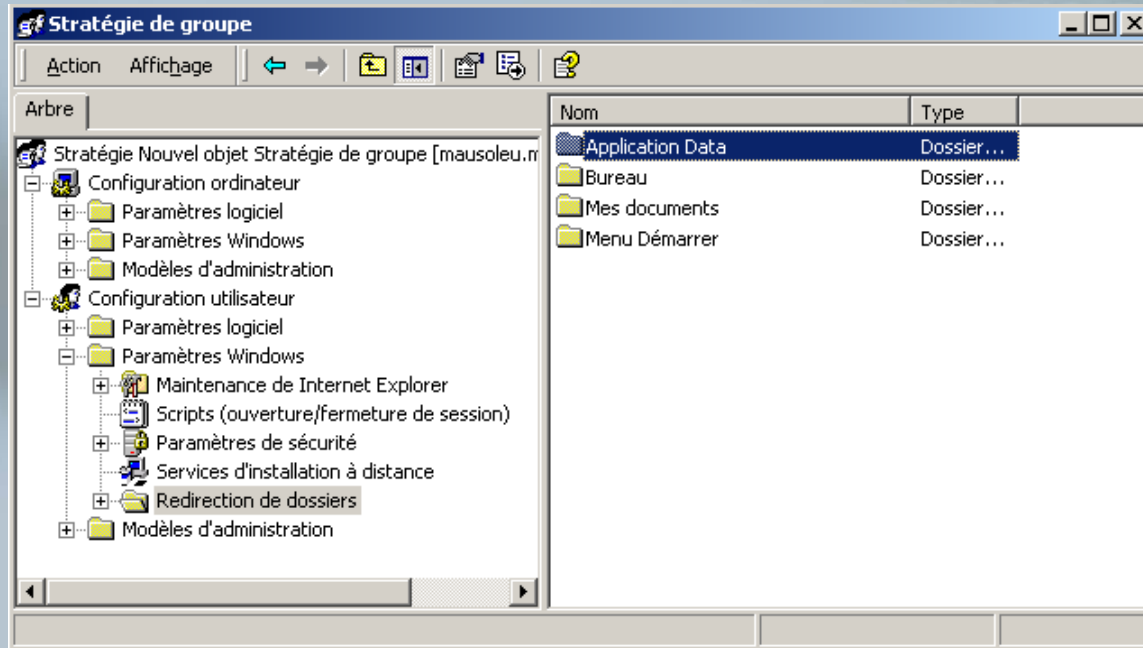 Stratégie de groupe
Action Affichage
Arbre
Stratégie Nouvel objet Stratégie de groupe [mausoleu.m
Configuration ordinateur
Paramètres logiciel
Paramètres Windows
Modèles d'administration
Configuration utilisateur
Paramètres logiciel
Paramètres Windows
Maintenance de Internet Explorer
Scripts (ouverture/fermeture de session)
Paramètres de sécurité
Services d'installation à distance
Redirection de dossiers
Modèles d'administration
Nom Type
Application Data Dossier...
Bureau Dossier...
Mes documents Dossier...
Menu Démarrer Dossier...